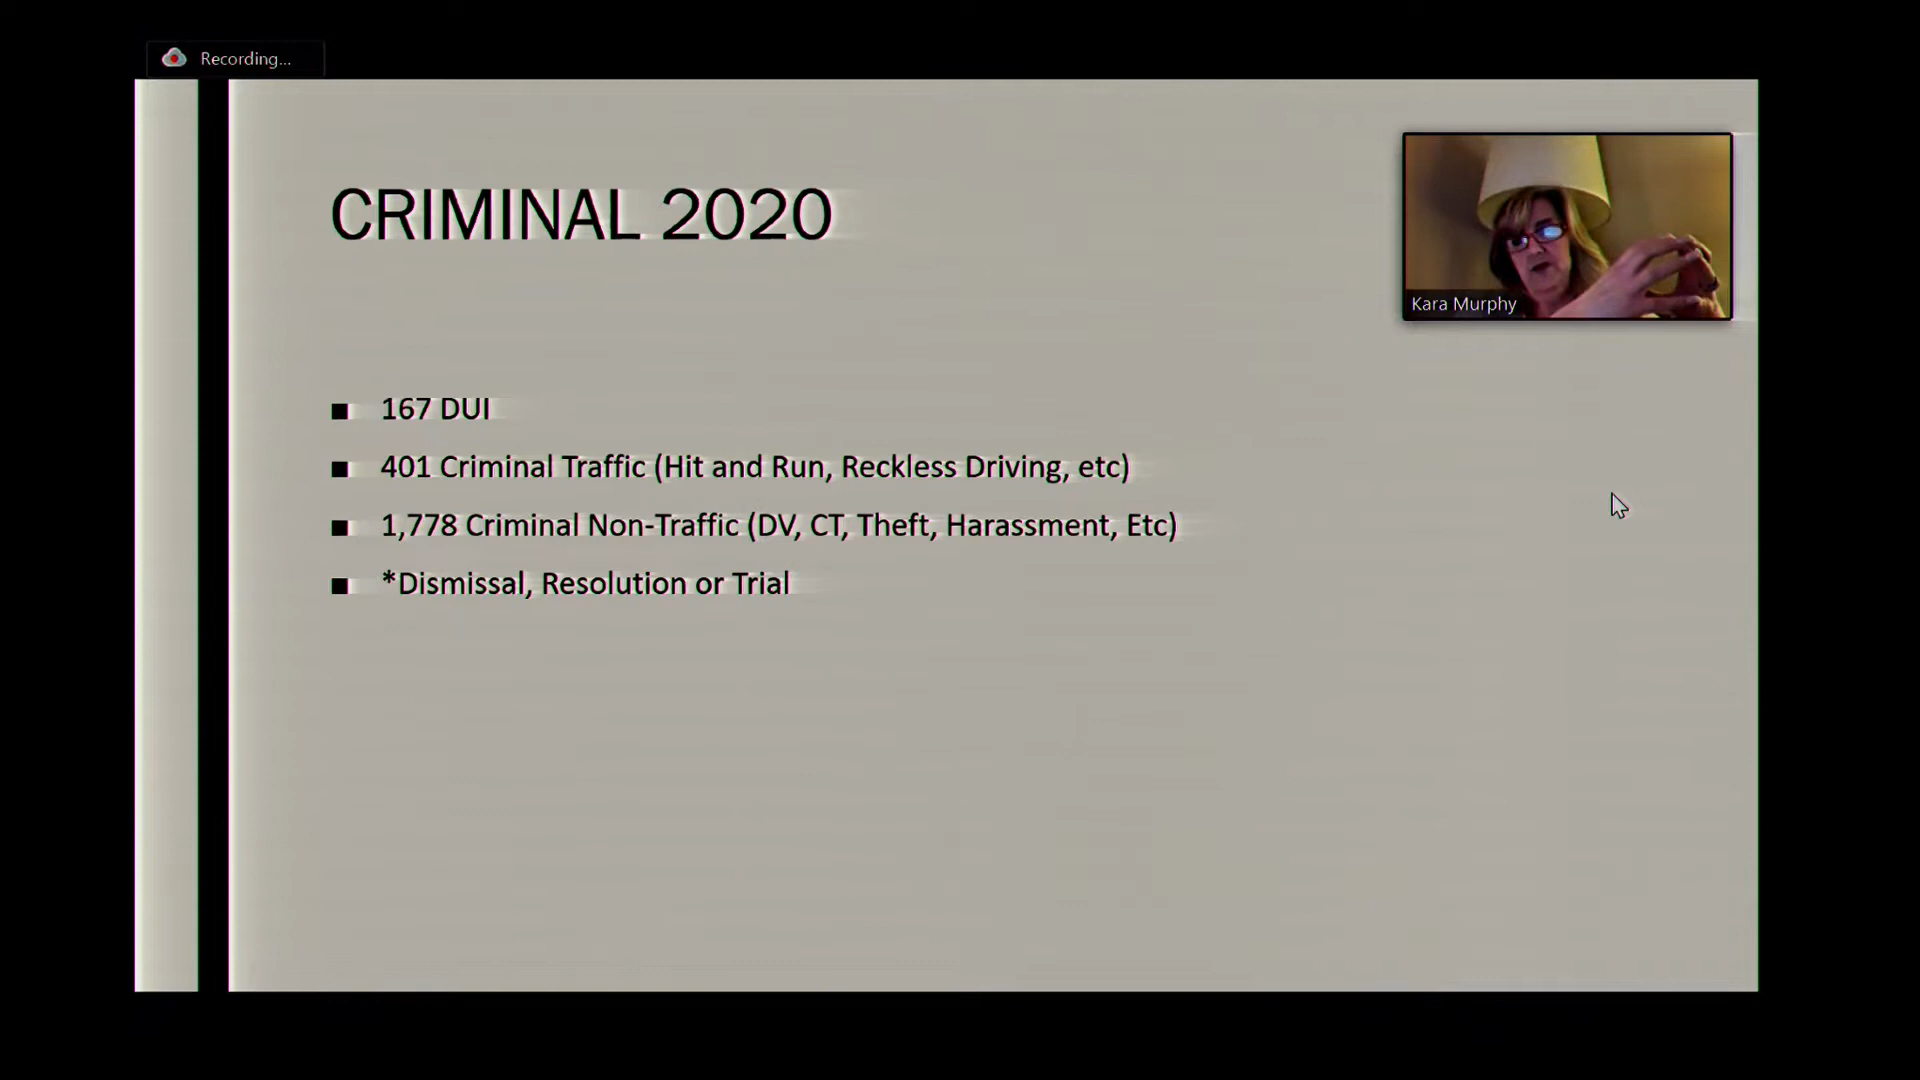 Recording...
CRIMINAL 2020
Kara Murphy
■ 167 DUI
■ 401 Criminal Traffic (Hit and Run, Reckless Driving, etc)
■ 1,778 Criminal Non-Traffic (DV, CT, Theft, Harassment, Etc)
■ *Dismissal, Resolution or Trial